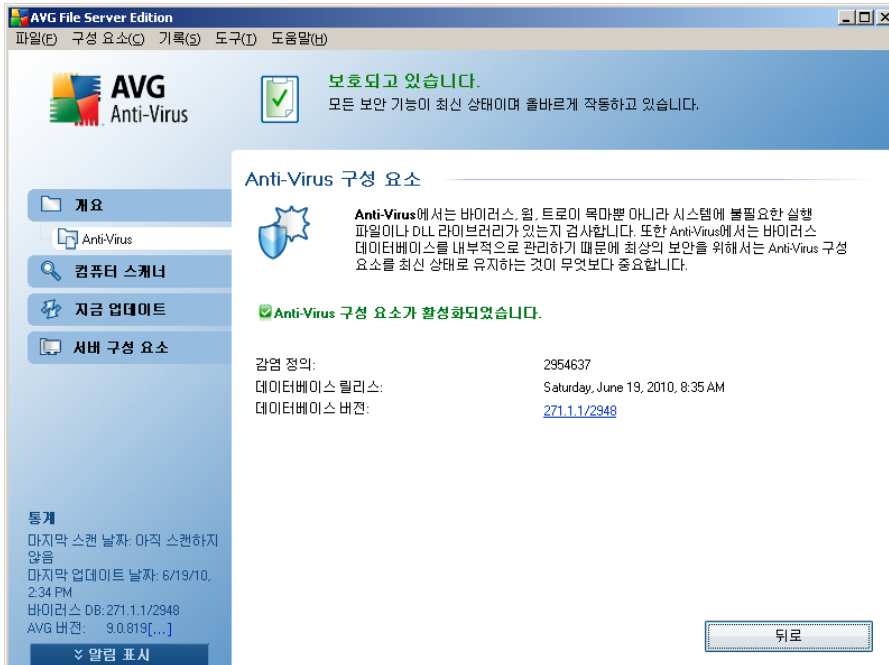 AVG File Server Edition
파일(F) 구성 요소(C) 기록(S) 도구(T) 도움말(H)
AVG
Anti-Virus
보호되고 있습니다.
모든 보안 기능이 최신 상태이며 올바르게 작동하고 있습니다.
개요
Anti-Virus
컴퓨터 스캐너
지금 업데이트
서버 구성 요소
통계
마지막 스캔 날짜: 아직 스캔하지
않음
마지막 업데이트 날짜: 6/19/10,
2:34 PM
바이러스 DB: 271.1.1/2948
AVG 버전: 9.0.819[...]
알림 표시
Anti-Virus 구성 요소
Anti-Virus에서는 바이러스, 웜, 트로이 목마뿐 아니라 시스템에 불필요한 실행
파일이나 DLL 라이브러리가 있는지 검사합니다. 또한 Anti-Virus에서는 바이러스
데이터베이스를 내부적으로 관리하기 때문에 최상의 보안을 위해서는 Anti-Virus 구성
요소를 최신 상태로 유지하는 것이 무엇보다 중요합니다.
Anti-Virus 구성 요소가 활성화되었습니다.
감염 정의: 2954637
데이터베이스 릴리스: Saturday, June 19, 2010, 8:35 AM
데이터베이스 버전: 271.1.1/2948
뒤로